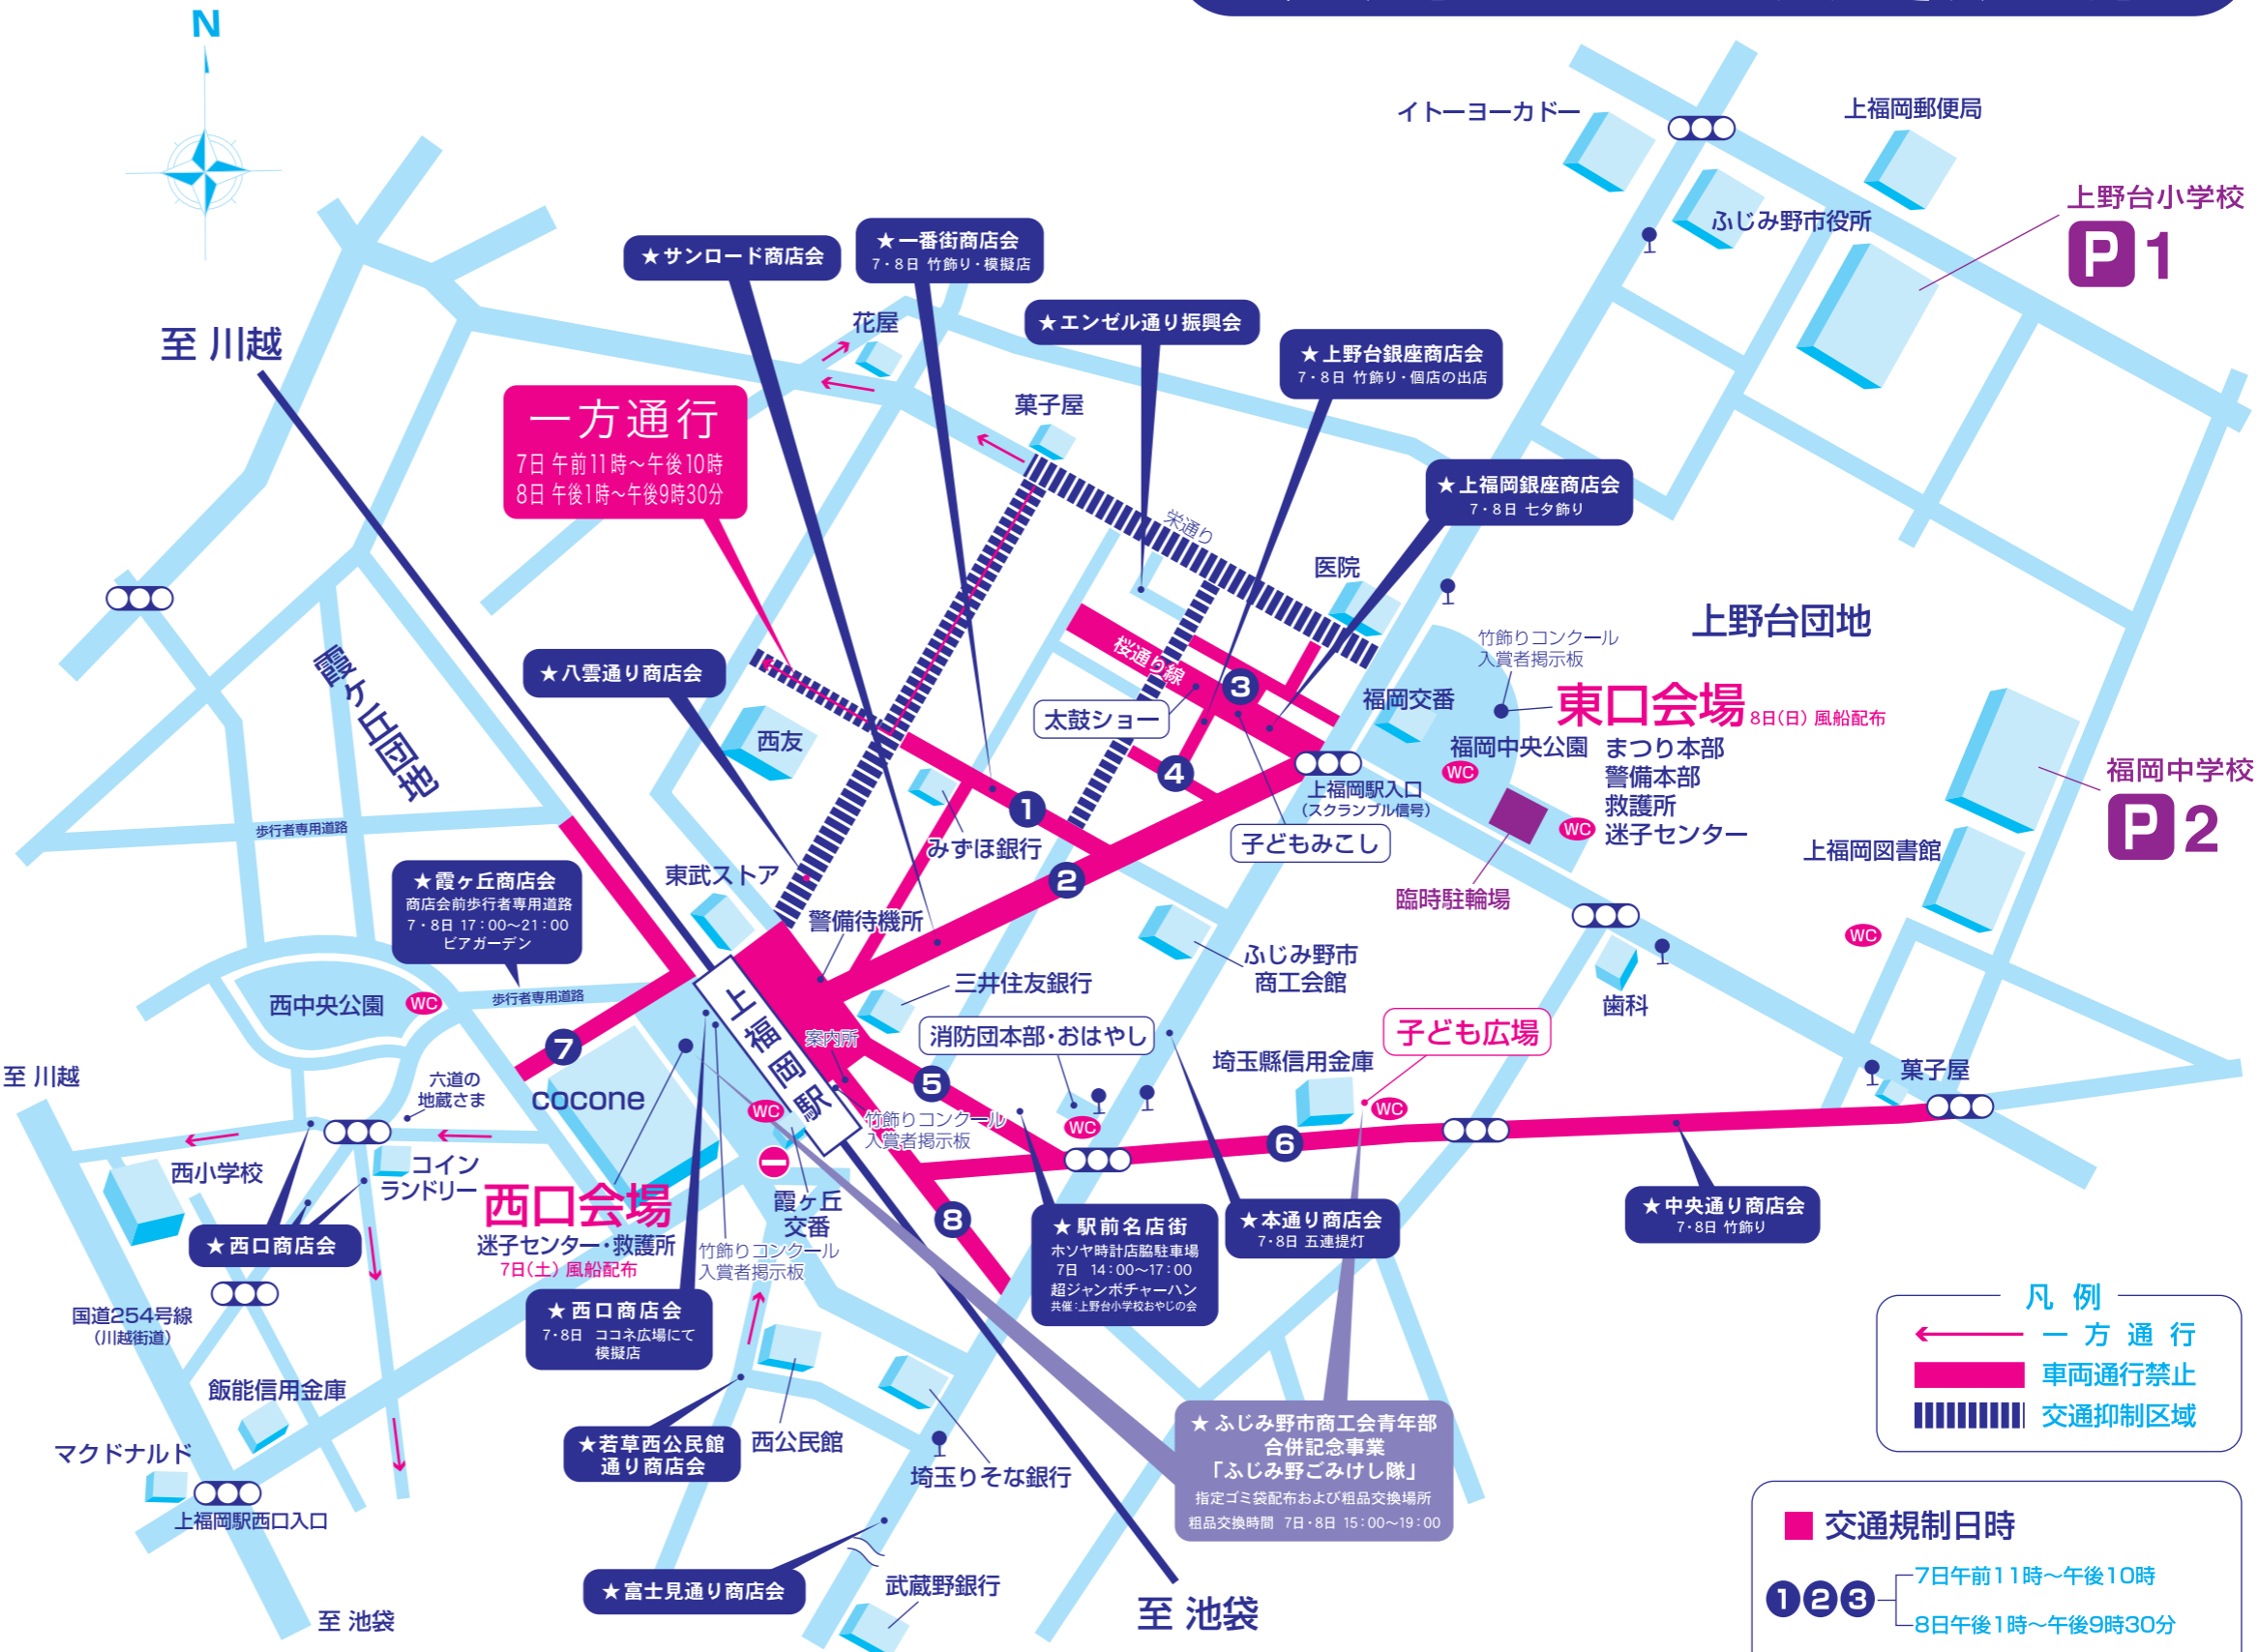 N
イトーヨーカドー
上福岡郵便局
上野台小学校
P1
ふじみ野市役所
★サンロード商店会
★一番街商店会
7・8日 竹飾り・模擬店
★エンゼル通り振興会
★上野台銀座商店会
7・8日 竹飾り・個店の出店
至 川越
花屋
菓子屋
一方通行
7日 午前11時〜午後10時
8日 午後1時〜午後9時30分
★上福岡銀座商店会
7・8日 七夕飾り
栄通り
医院
上野台団地
霞ヶ丘団地
★八雲通り商店会
桜通り線
3
竹飾りコンクール
入賞者掲示板
東口会場 8日(日) 風船配布
福岡交番
福岡中央公園
WC
まつり本部
警備本部
救護所
迷子センター
WC
太鼓ショー
西友
4
1
上福岡駅入口
(スクランブル信号)
子どもみこし
福岡中学校
P2
上福岡図書館
WC
歩行者専用道路
みずほ銀行
2
東武ストア
臨時駐輪場
★霞ヶ丘商店会
商店会前歩行者専用道路
7・8日 17:00〜21:00
ビアガーデン
警備待機所
ふじみ野市
商工会館
三井住友銀行
歯科
西中央公園
WC
歩行者専用道路
上福岡駅
案内所
消防団本部・おはやし
子ども広場
埼玉縣信用金庫
WC
7
5
菓子屋
至 川越
六道の
地蔵さま
cocone
WC
竹飾りコンクール
入賞者掲示板
WC
6
西小学校
コイン
ランドリー
西口会場
迷子センター・救護所
7日(土) 風船配布
霞ヶ丘
交番
竹飾りコンクール
入賞者掲示板
8
★西口商店会
★駅前名店街
ホソヤ時計店脇駐車場
7日 14:00〜17:00
超ジャンボチャーハン
共催:上野台小学校おやじの会
★本通り商店会
7・8日 五連提灯
★中央通り商店会
7・8日 竹飾り
国道254号線
(川越街道)
★西口商店会
7・8日 ココネ広場にて
模擬店
凡 例
一 方 通 行
車両通行禁止
交通抑制区域
飯能信用金庫
マクドナルド
上福岡駅西口入口
★若草西公民館
通り商店会
西公民館
埼玉りそな銀行
★ふじみ野市商工会青年部
合併記念事業
「ふじみ野ごみけし隊」
指定ゴミ袋配布および粗品交換場所
粗品交換時間 7日・8日 15:00〜19:00
★富士見通り商店会
武蔵野銀行
至 池袋
至 池袋
■ 交通規制日時
123
7日午前11時〜午後10時
8日午後1時〜午後9時30分